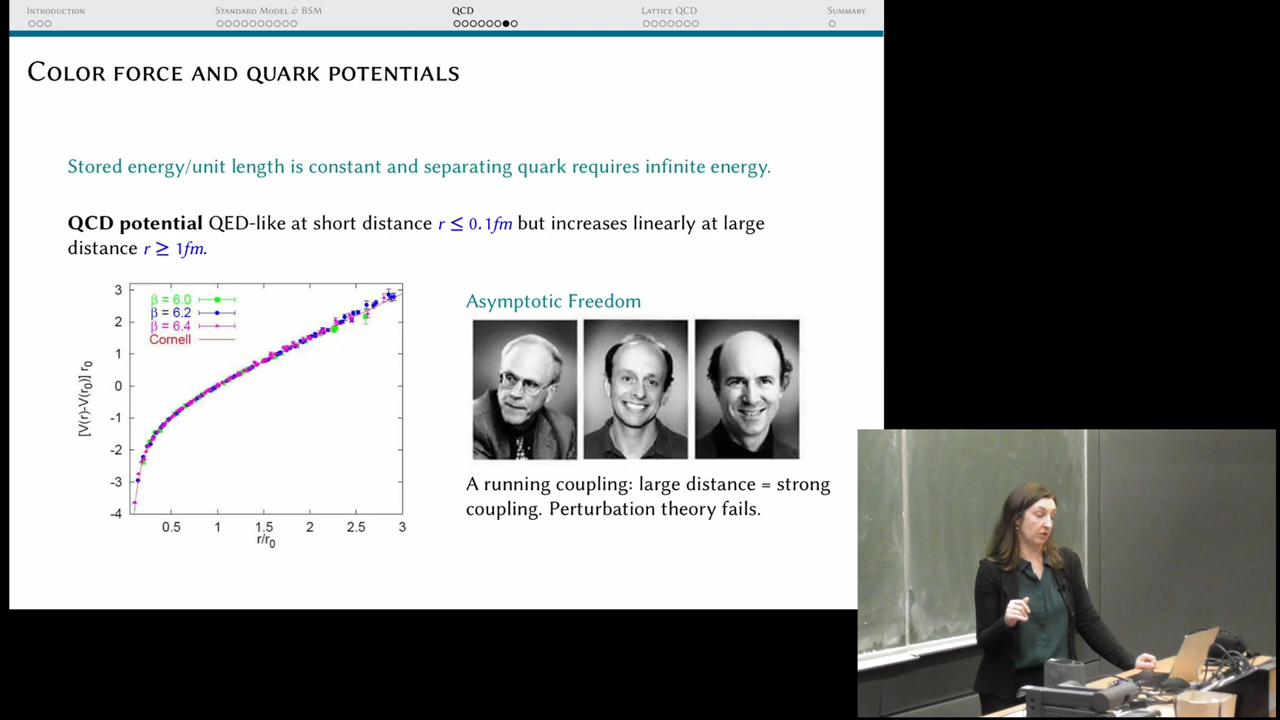 INTRODUCTION STANDARD MODEL & BSM QCD LATTICE QCD SUMMARY
COLOR FORCE AND QUARK POTENTIALS
Stored energy/unit length is constant and separating quark requires infinite energy.
QCD potential QED-like at short distance r ≤ 0.1fm but increases linearly at large
distance r ≥ 1fm.
3
2
1
0
-1
-2
-3
-4
[V(r)-V(r₀)] r₀
β = 6.0
β = 6.2
β = 6.4
Cornell
0.5 1 1.5 2 2.5 3
r/r₀
Asymptotic Freedom
A running coupling: large distance = strong
coupling. Perturbation theory fails.